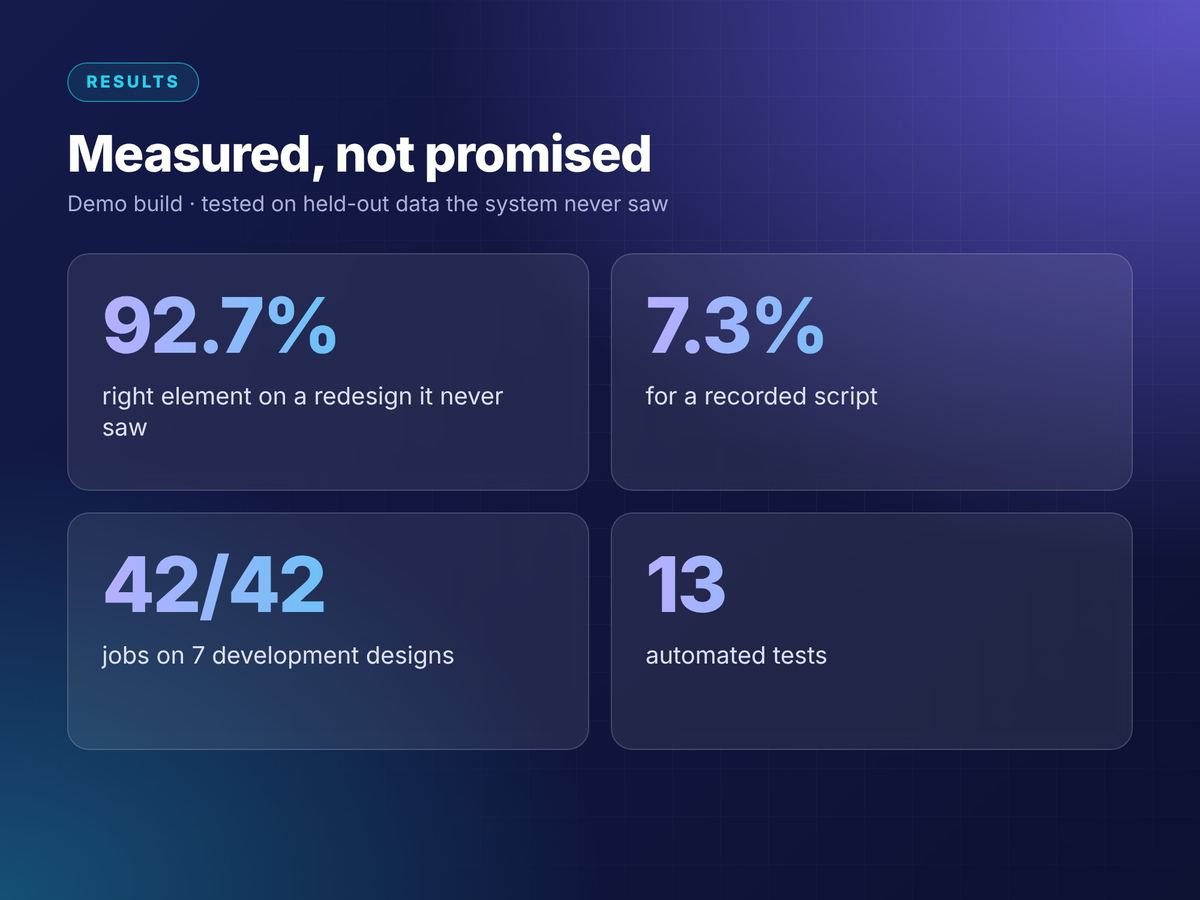 RESULTS
Measured, not promised
Demo build · tested on held-out data the system never saw
92.7%
right element on a redesign it never
saw
7.3%
for a recorded script
42/42
jobs on 7 development designs
13
automated tests